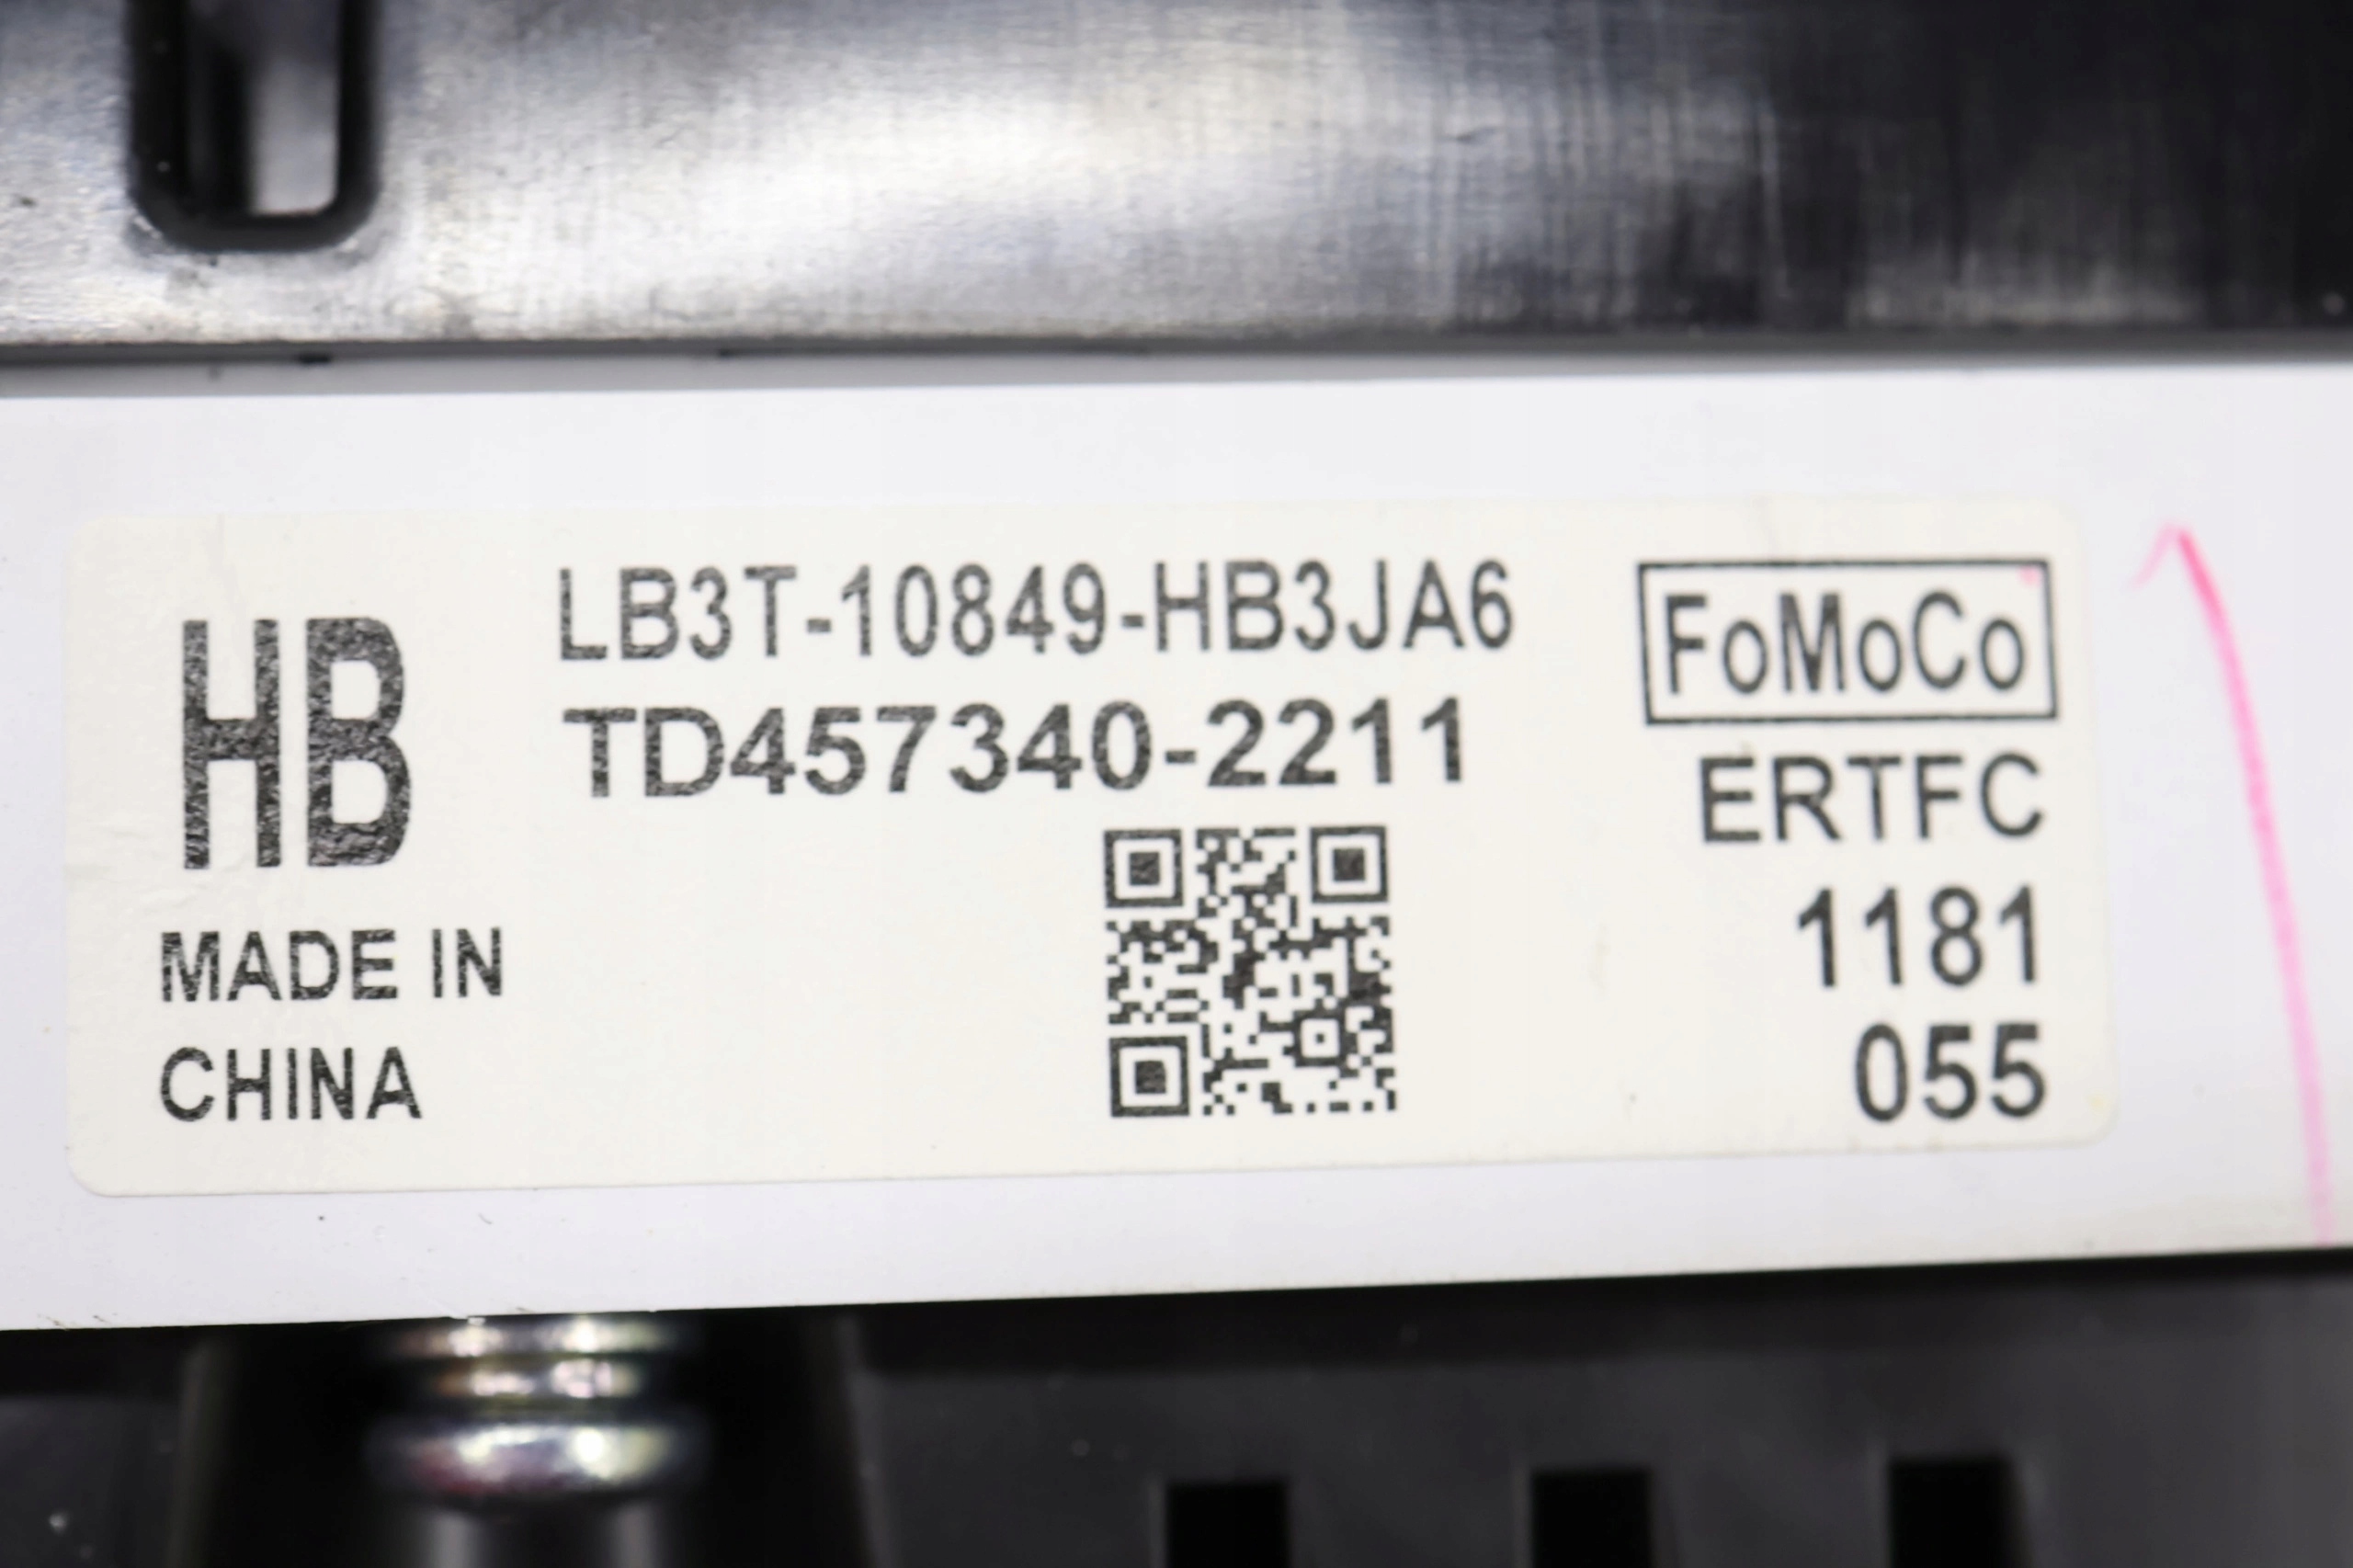 HB
MADE IN
CHINA
LB3T-10849-HB3JA6
TD457340-2211
FoMoCo
ERTFC
1181
055